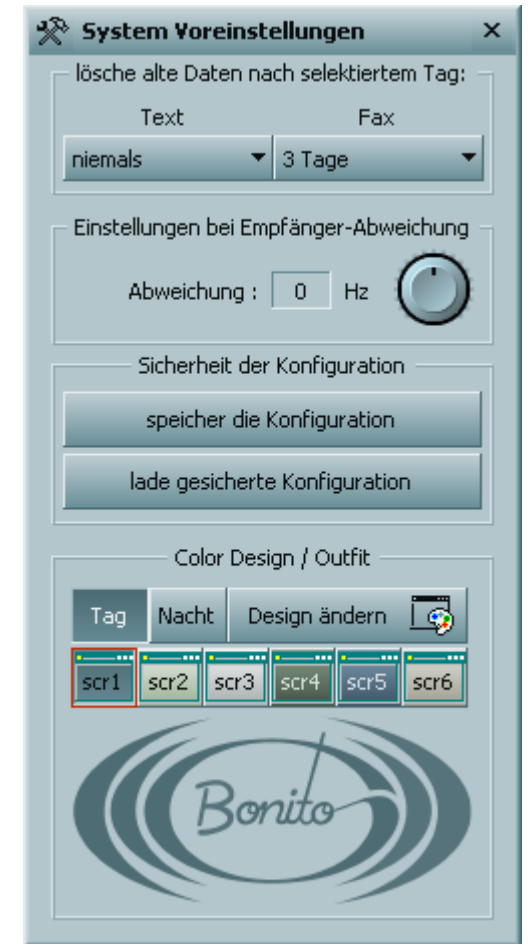 System Voreinstellungen
lösche alte Daten nach selektiertem Tag:
Text Fax
niemals 3 Tage
Einstellungen bei Empfänger-Abweichung
Abweichung : 0 Hz
Sicherheit der Konfiguration
speicher die Konfiguration
lade gesicherte Konfiguration
Color Design / Outfit
Tag Nacht Design ändern
scr1 scr2 scr3 scr4 scr5 scr6
Bonito